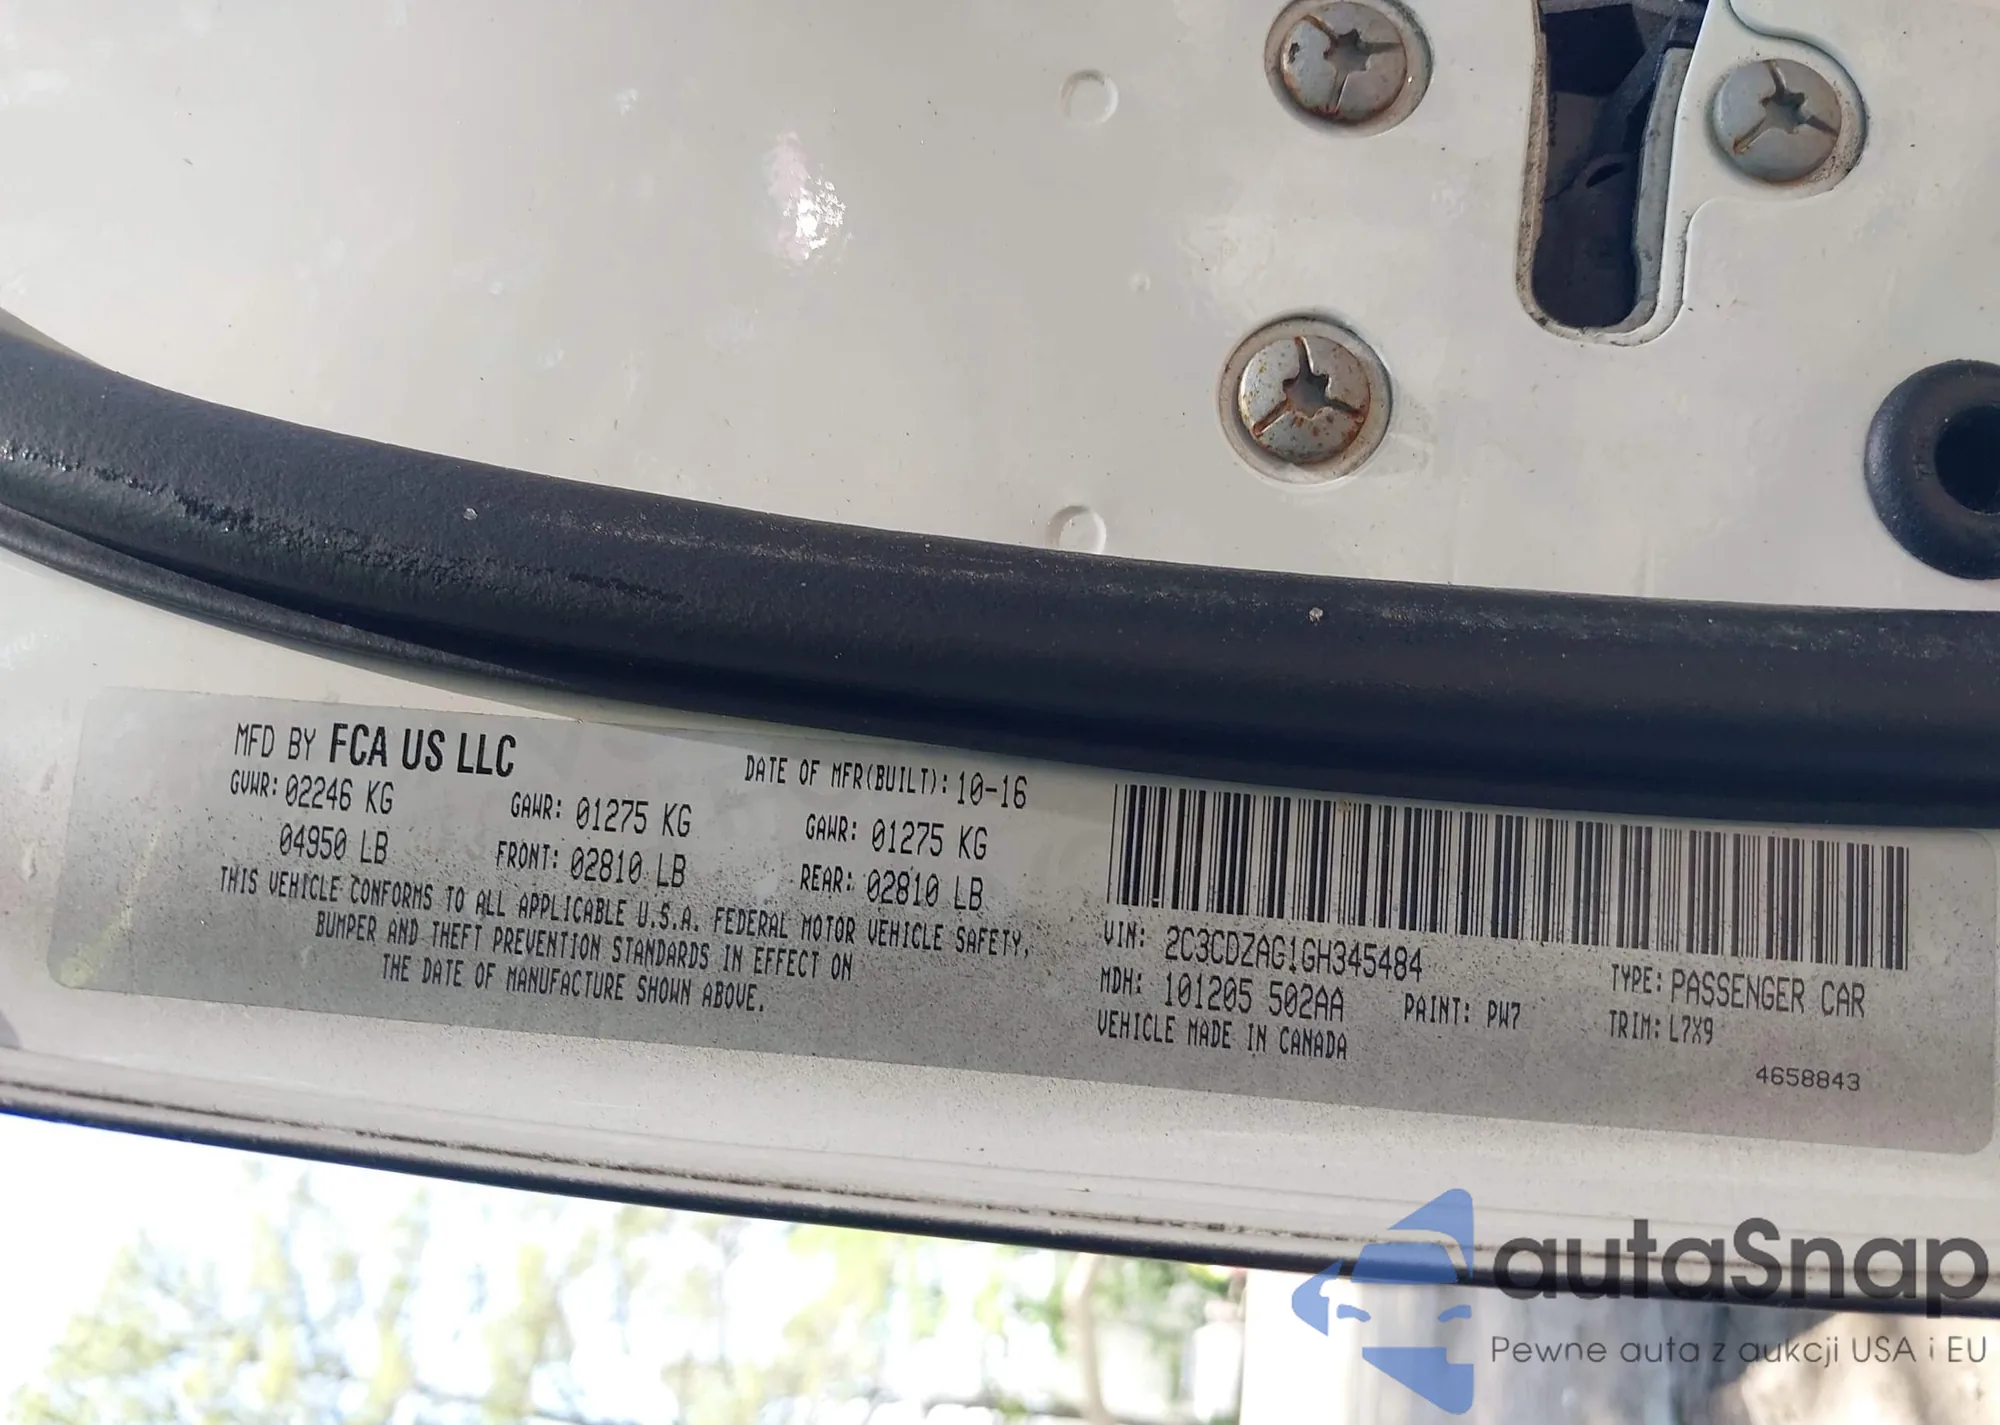 MFD BY FCA US LLC DATE OF MFR(BUILT): 10-16
GVWR: 02246 KG GAWR: 01275 KG GAWR: 01275 KG
04950 LB FRONT: 02810 LB REAR: 02810 LB
THIS VEHICLE CONFORMS TO ALL APPLICABLE U.S.A. FEDERAL MOTOR VEHICLE SAFETY,
BUMPER AND THEFT PREVENTION STANDARDS IN EFFECT ON
THE DATE OF MANUFACTURE SHOWN ABOVE.
VIN: 2C3CDZAG1GH345484 TYPE: PASSENGER CAR
MDH: 101205 502AA PAINT: PW7 TRIM: L7X9
VEHICLE MADE IN CANADA
4658843
autaSnap
Pewne auta z aukcji USA i EU